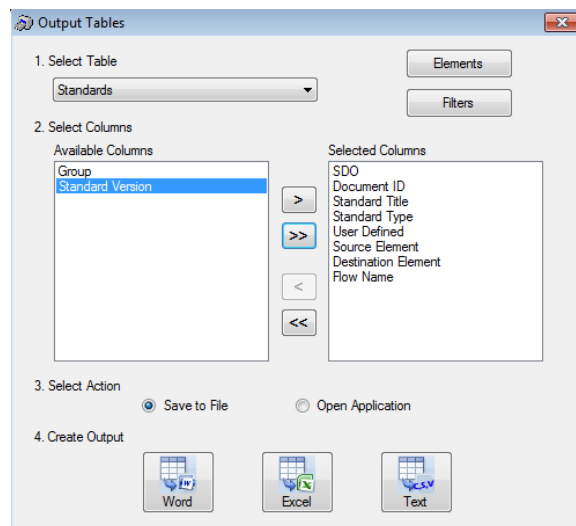 Output Tables
1. Select Table
Elements
Standards
Filters
2. Select Columns
Available Columns
Selected Columns
Group
Standard Version
>
>>
<
<<
SDO
Document ID
Standard Title
Standard Type
User Defined
Source Element
Destination Element
Flow Name
3. Select Action
Save to File
Open Application
4. Create Output
W
Word
X
Excel
c,s,v
Text